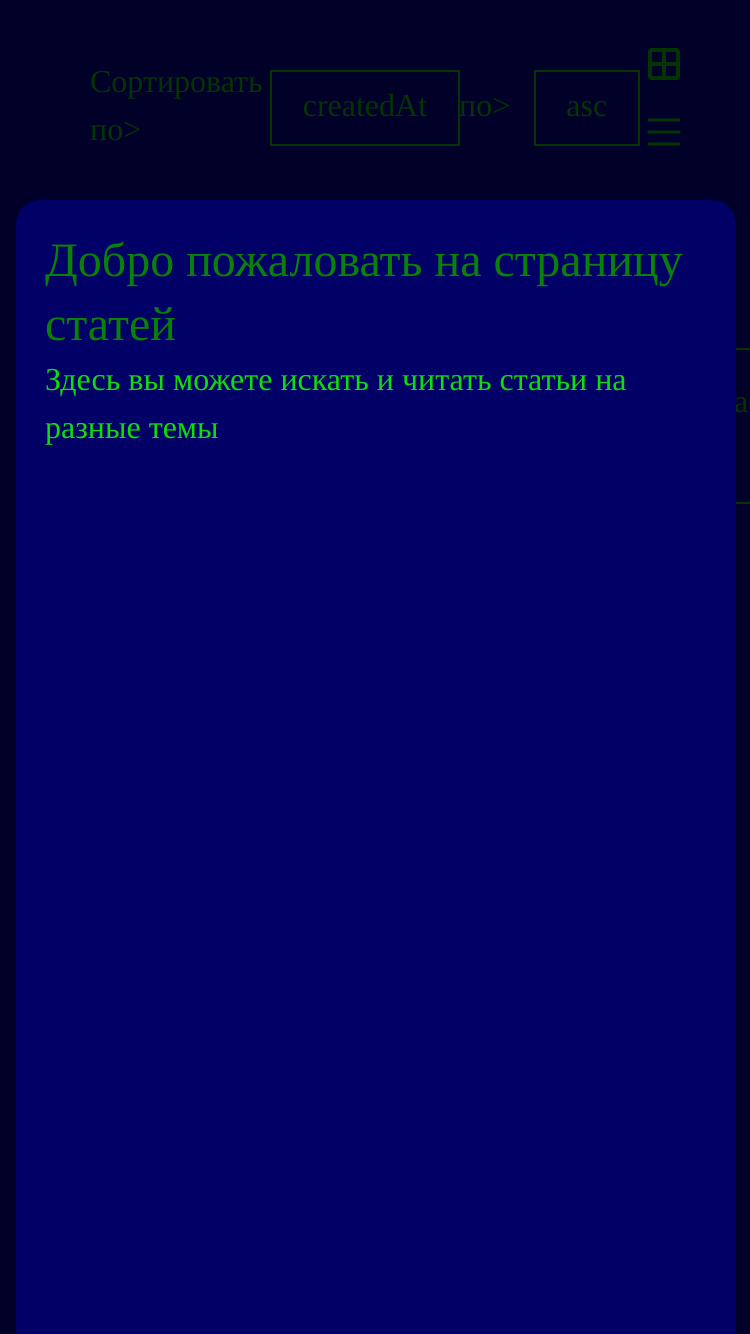 Сортировать
по>
createdAt
по>
asc
Добро пожаловать на страницу
статей
Здесь вы можете искать и читать статьи на
разные темы